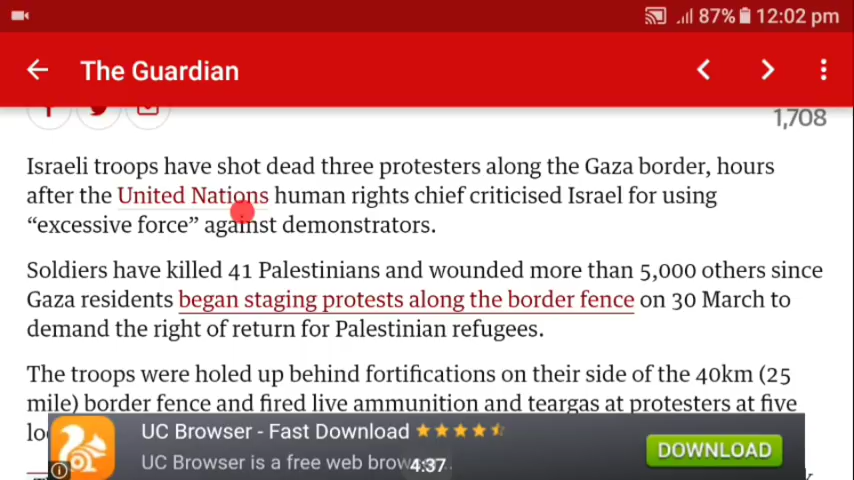 87% 12:02 pm
The Guardian
1,708
Israeli troops have shot dead three protesters along the Gaza border, hours
after the United Nations human rights chief criticised Israel for using
“excessive force” against demonstrators.
Soldiers have killed 41 Palestinians and wounded more than 5,000 others since
Gaza residents began staging protests along the border fence on 30 March to
demand the right of return for Palestinian refugees.
The troops were holed up behind fortifications on their side of the 40km (25
mile) border fence and fired live ammunition and teargas at protesters at five
UC Browser - Fast Download
UC Browser is a free web
DOWNLOAD
4:37